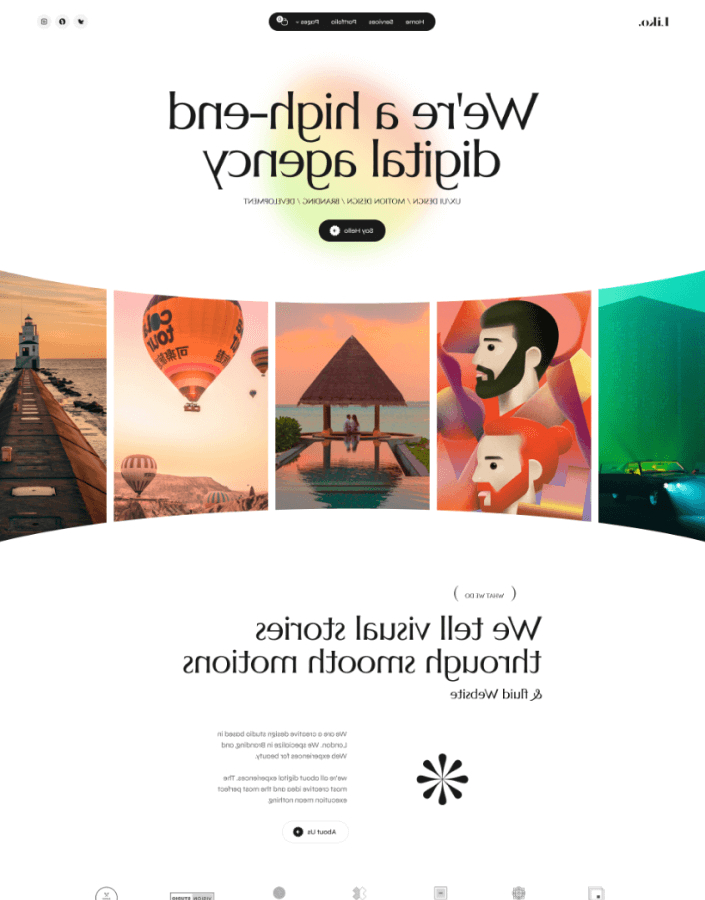 Liko.
Home Services Portfolio Pages +
0
We're a high-end
digital agency
UX/UI DESIGN / MOTION DESIGN / BRANDING / DEVELOPMENT
Say Hello
( WHAT WE DO )
We tell visual stories
through smooth motions
& fluid Website
We are a creative design studio based in
London. We specialize in Branding, and
Web experiences for beauty.
we're all about digital experiences. The
most creative idea and the most perfect
execution mean nothing
About Us